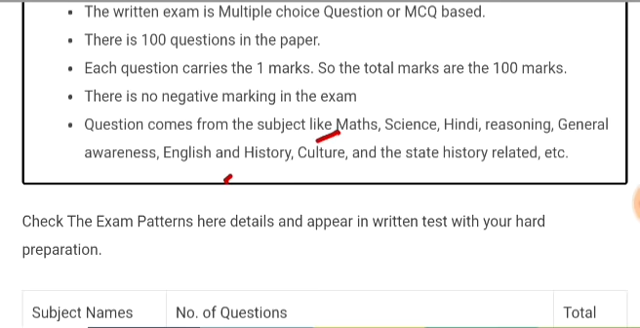 • The written exam is Multiple choice Question or MCQ based.
• There is 100 questions in the paper.
• Each question carries the 1 marks. So the total marks are the 100 marks.
• There is no negative marking in the exam
• Question comes from the subject like Maths, Science, Hindi, reasoning, General
awareness, English and History, Culture, and the state history related, etc.
Check The Exam Patterns here details and appear in written test with your hard
preparation.
Subject Names No. of Questions Total